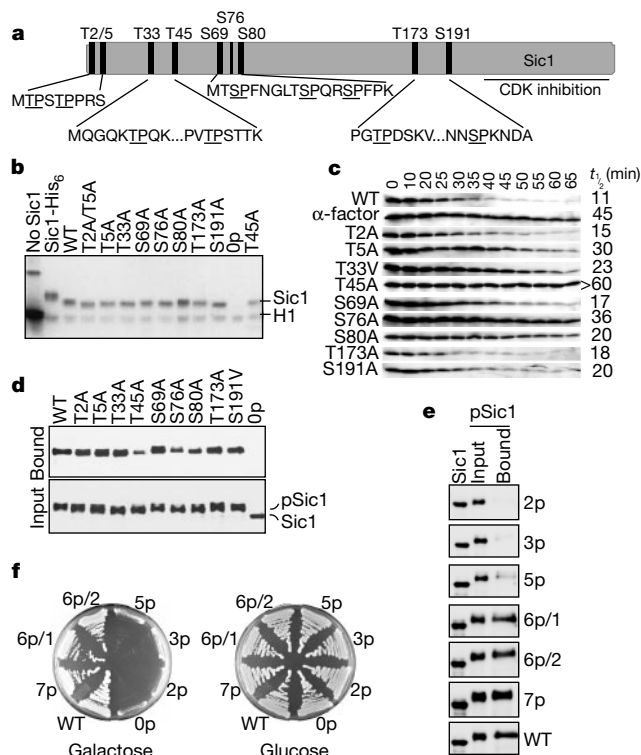 a
T2/5 T33 T45 S69 S76 S80 T173 S191
Sic1
CDK inhibition
MTPSTPPRS
MTSPFNGLTSPQRSPFPK
MQGQKTPQK...PVTPSTTK
PGTPDSKV...NNSPKNDA
b
No Sic1
Sic1-His6
WT
T2A/T5A
T5A
T33A
S69A
S76A
S80A
T173A
S191A
0p
T45A
Sic1
H1
c
0 10 20 25 30 35 40 45 50 55 60 65 t½ (min)
WT 11
α-factor 45
T2A 15
T5A 30
T33V 23
T45A >60
S69A 17
S76A 36
S80A 20
T173A 18
S191A 20
d
WT
T2A
T5A
T33A
T45A
S69A
S76A
S80A
T173A
S191V
0p
Bound
Input
pSic1
Sic1
e
pSic1
Sic1
Input
Bound
2p
3p
5p
6p/1
6p/2
7p
WT
f
6p/2 5p
6p/1 3p
7p 2p
WT 0p
Galactose
6p/2 5p
6p/1 3p
7p 2p
WT 0p
Glucose